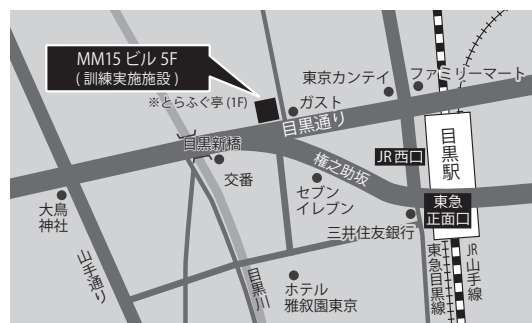 MM15 ビル 5F
(訓練実施施設)
※とらふぐ亭 (1F)
東京カンテイ
ファミリーマート
ガスト
目黒通り
目黒新橋
権之助坂
JR西口
目黒駅
交番
セブン
イレブン
東急
正面口
大鳥
神社
三井住友銀行
山手通り
目黒川
ホテル
雅叙園東京
東急目黒線
JR山手線